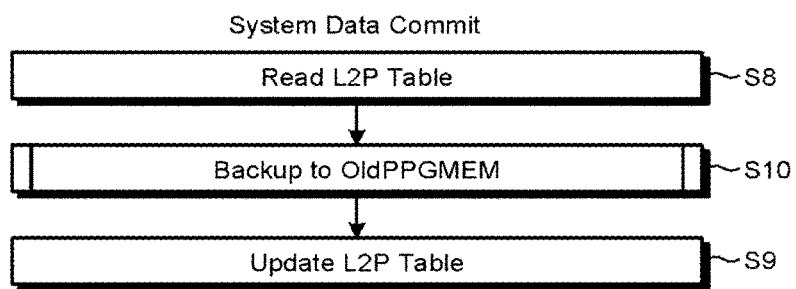 System Data Commit
Read L2P Table
S8
Backup to OldPPGMEM
S10
Update L2P Table
S9